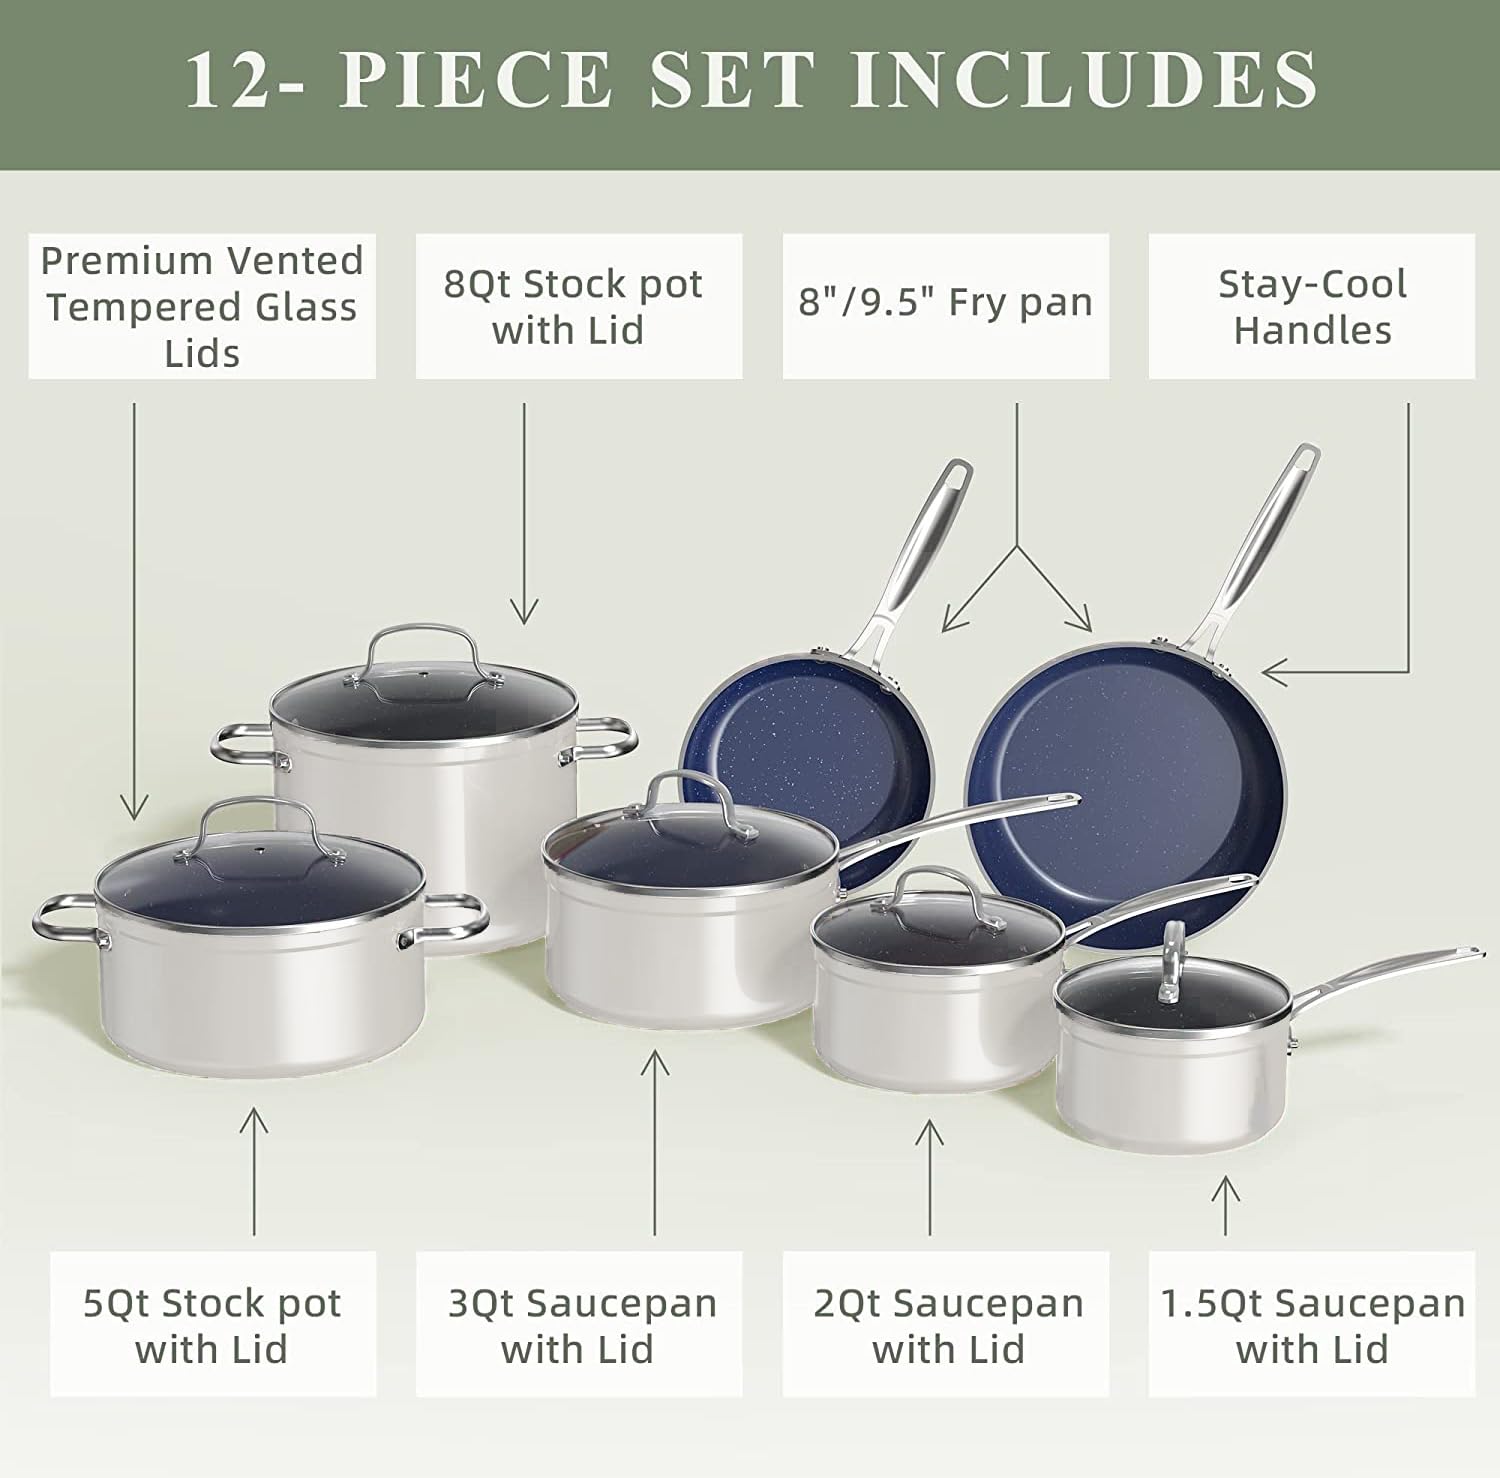 12- PIECE SET INCLUDES
Premium Vented
Tempered Glass
Lids
8Qt Stock pot
with Lid
8"/9.5" Fry pan
Stay-Cool
Handles
5Qt Stock pot
with Lid
3Qt Saucepan
with Lid
2Qt Saucepan
with Lid
1.5Qt Saucepan
with Lid